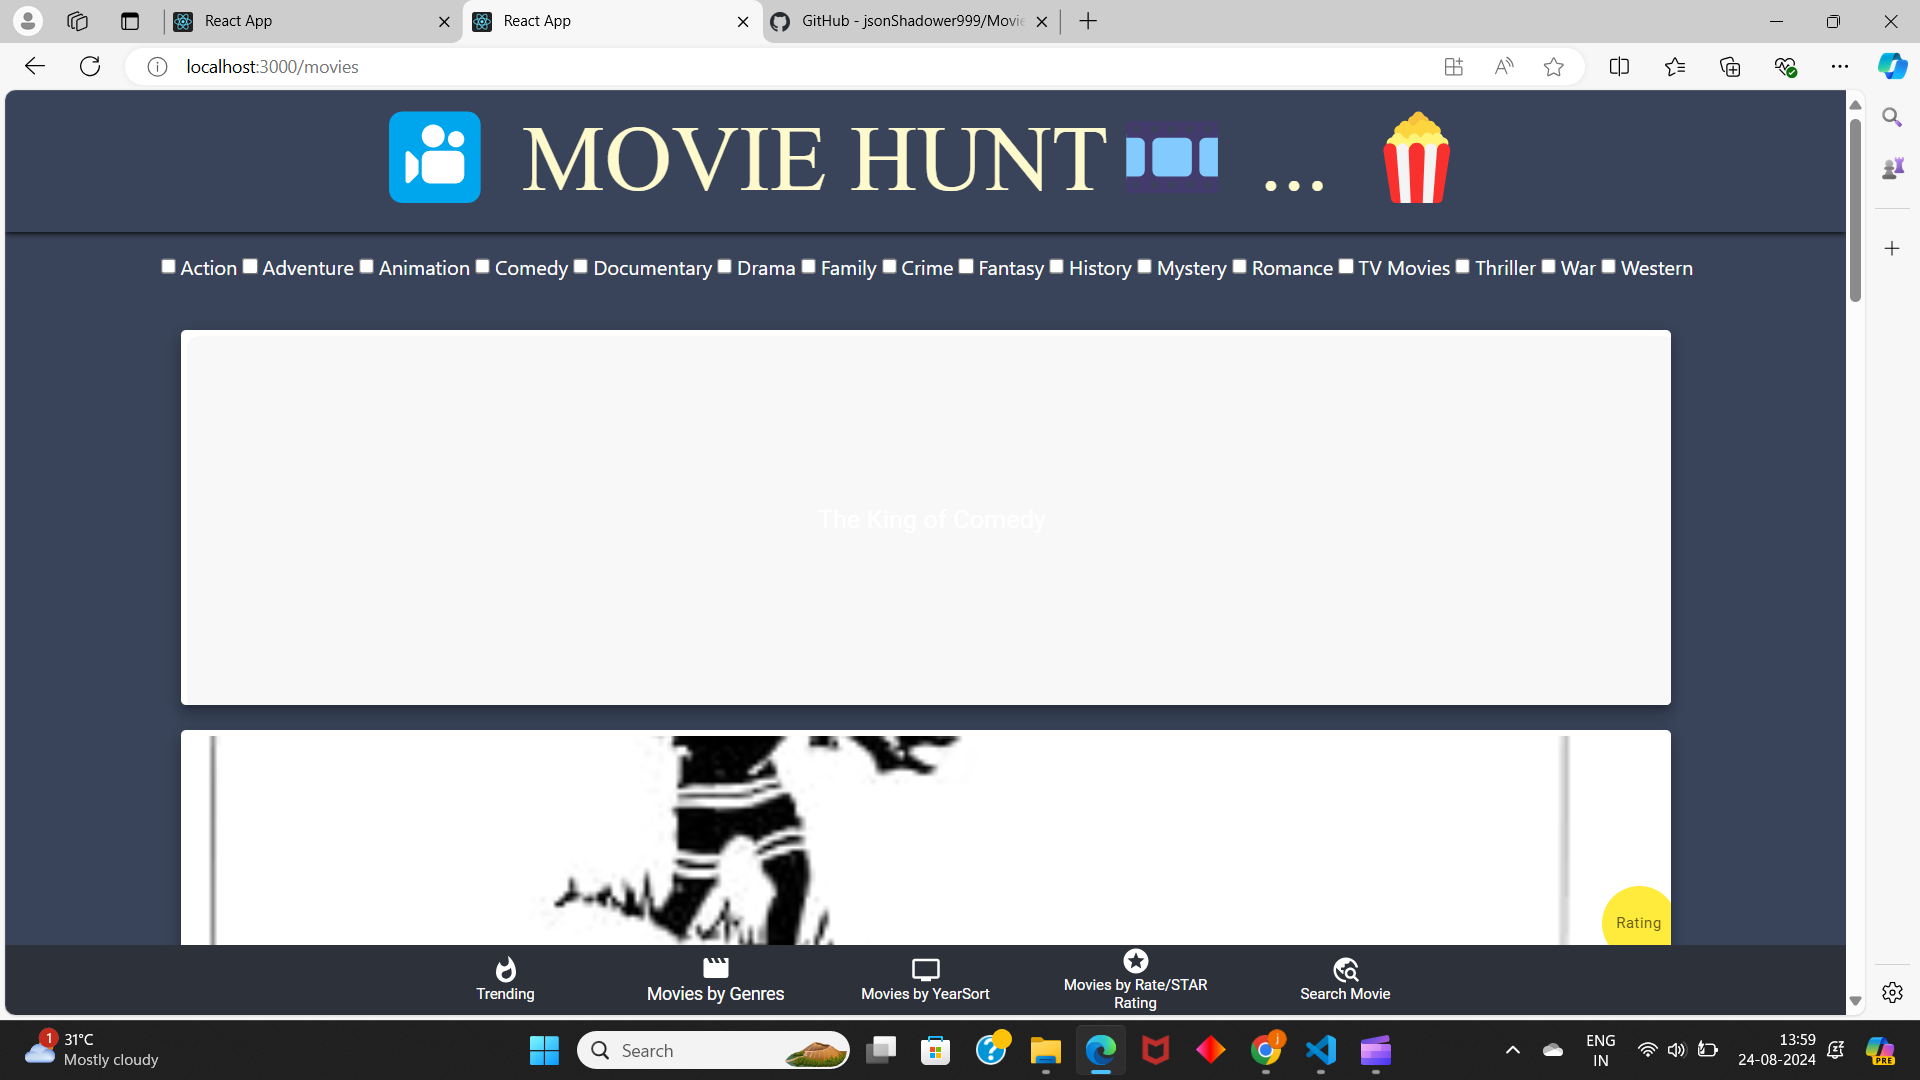 React App
React App
GitHub - jsonShadower999/Movie
localhost:3000/movies
MOVIE HUNT ...
Action Adventure Animation Comedy Documentary Drama Family Crime Fantasy History Mystery Romance TV Movies Thriller War Western
The King of Comedy
Rating
Trending
Movies by Genres
Movies by YearSort
Movies by Rate/STAR
Rating
Search Movie
1
31°C
Mostly cloudy
Search
j
ENG
IN
13:59
24-08-2024
PRE